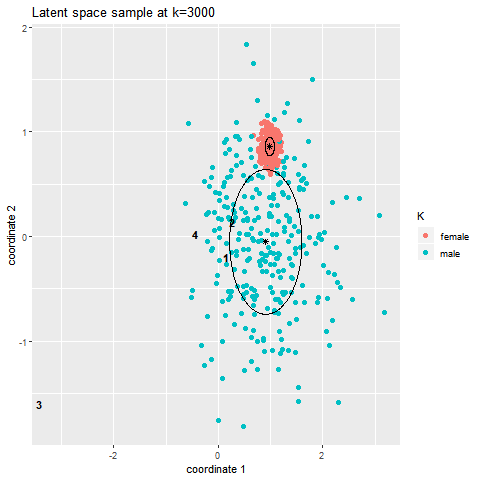 Latent space sample at k=3000
2
1
0
-1
coordinate 2
2
4
1
3
-2
0
2
coordinate 1
K
female
male